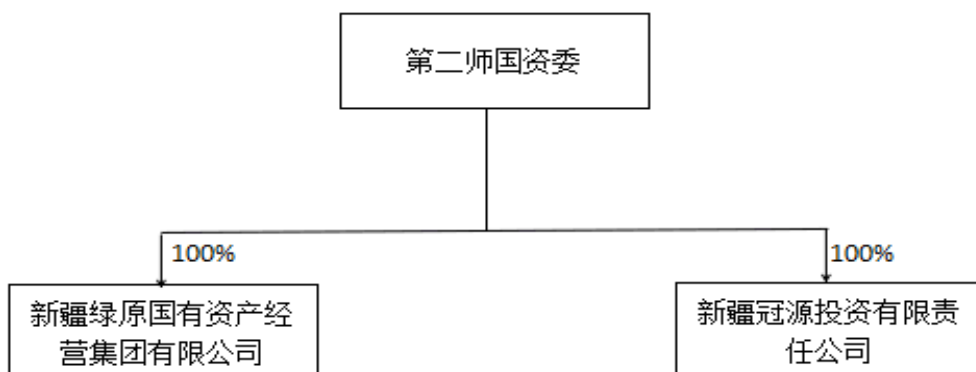 第二师国资委
100%
100%
新疆绿原国有资产经
营集团有限公司
新疆冠源投资有限责
任公司